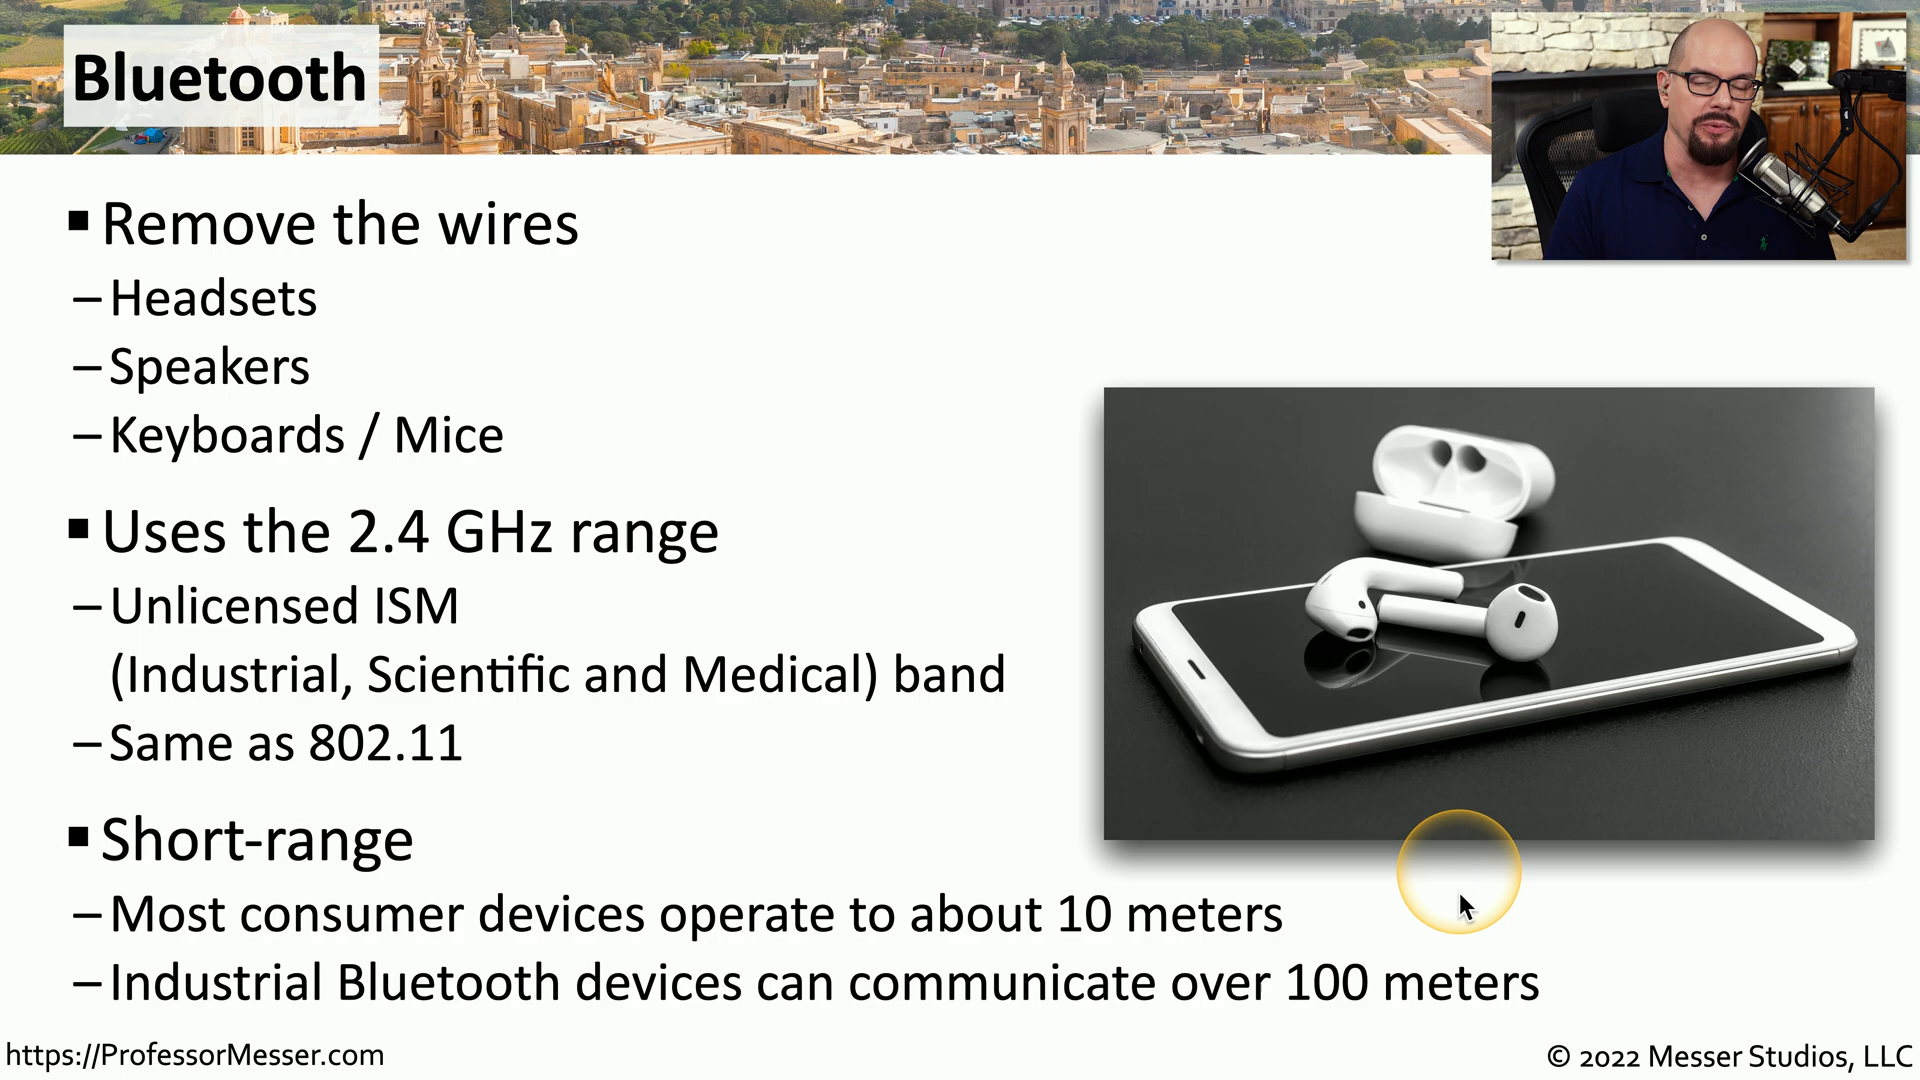 Bluetooth
▪ Remove the wires
– Headsets
– Speakers
– Keyboards / Mice
▪ Uses the 2.4 GHz range
– Unlicensed ISM
(Industrial, Scientific and Medical) band
– Same as 802.11
▪ Short-range
– Most consumer devices operate to about 10 meters
– Industrial Bluetooth devices can communicate over 100 meters
https://ProfessorMesser.com
© 2022 Messer Studios, LLC